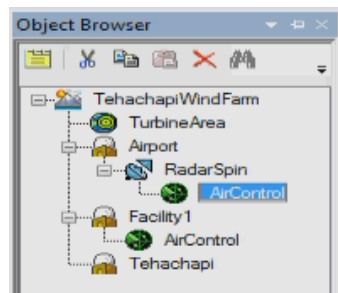 Object Browser
TehachapiWindFarm
TurbineArea
Airport
RadarSpin
AirControl
Facility1
AirControl
Tehachapi